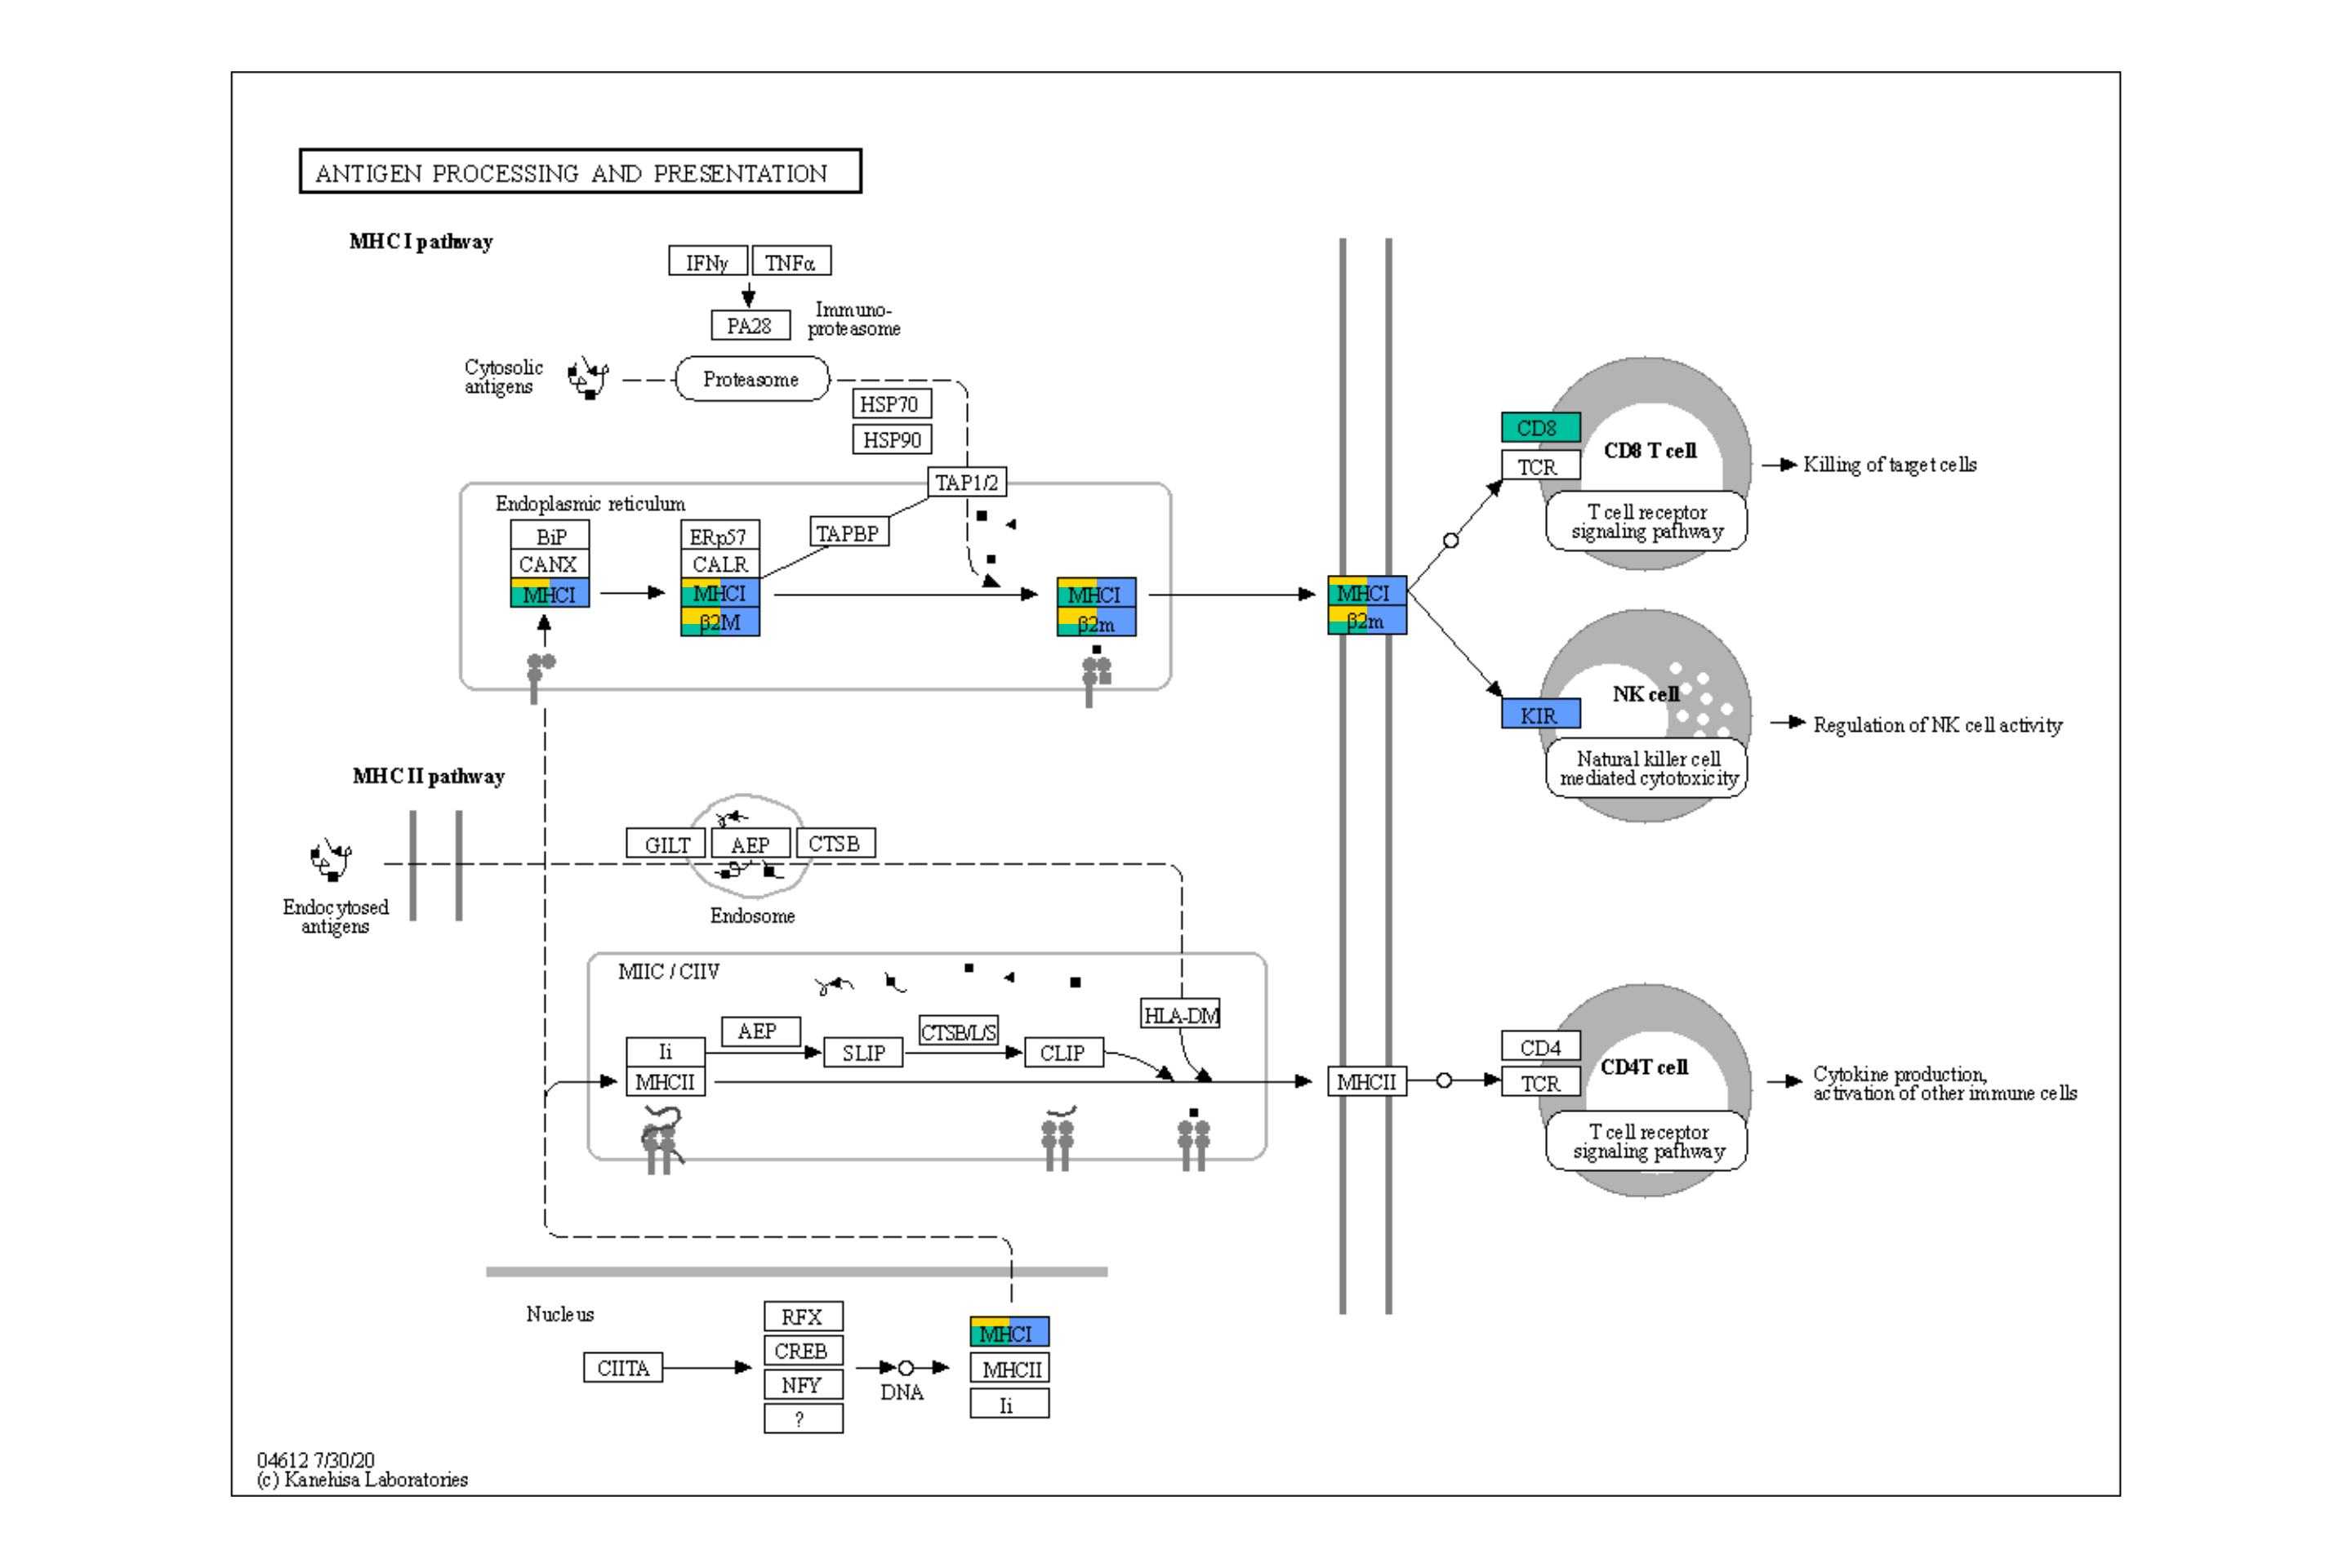 ANTIGEN PROCESSING AND PRESENTATION
MHC I pathway
IFNγ
TNFα
PA28
Immuno-
proteasome
Cytosolic
antigens
Proteasome
HSP70
HSP90
TAP1/2
Endoplasmic reticulum
BiP
CANX
MHCI
ERp57
CALR
MHCI
β2M
TAPBP
MHCI
β2m
MHCI
β2m
CD8
TCR
CD8 T cell
T cell receptor
signaling pathway
Killing of target cells
KIR
NK cell
Natural killer cell
mediated cytotoxicity
Regulation of NK cell activity
MHC II pathway
Endocytosed
antigens
GILT
AEP
CTSB
Endosome
MIIC / CIIV
Ii
MHCII
AEP
SLIP
CTSB/L/S
CLIP
HLA-DM
MHCII
CD4
TCR
CD4T cell
T cell receptor
signaling pathway
Cytokine production,
activation of other immune cells
Nucleus
CIITA
RFX
CREB
NFY
?
DNA
MHCI
MHCII
Ii
04612 7/30/20
(c) Kanehisa Laboratories